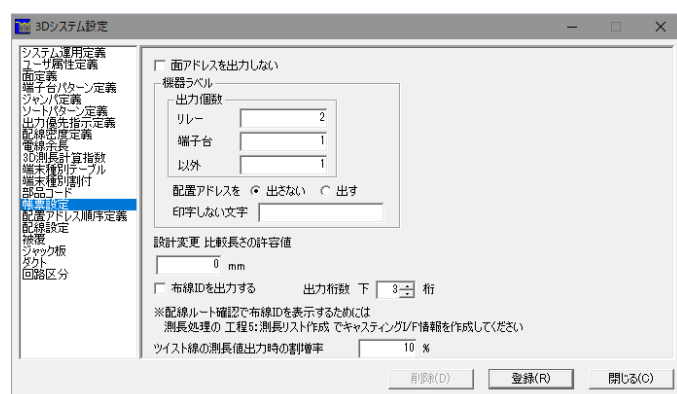 3Dシステム設定
システム運用定義
ユーザ属性定義
面定義
端子台パターン定義
ジャンパ定義
ソートパターン定義
出力優先指示定義
配線密度定義
電線余長
3D測長計算指数
端末種別テーブル
端末種別割付
部品コード
帳票設定
配置アドレス順序定義
配線設定
被覆
ジャック板
ダクト
回路区分
面アドレスを出力しない
機器ラベル
出力個数
リレー 2
端子台 1
以外 1
配置アドレスを 出さない 出す
印字しない文字
設計変更 比較長さの許容値
0 mm
布線IDを出力する 出力桁数 下 3 桁
※配線ルート確認で布線IDを表示するためには
測長処理の 工程5:測長リスト作成 でキャスティングI/F情報を作成してください
ツイスト線の測長値出力時の割増率 10 %
削除(D) 登録(R) 閉じる(C)